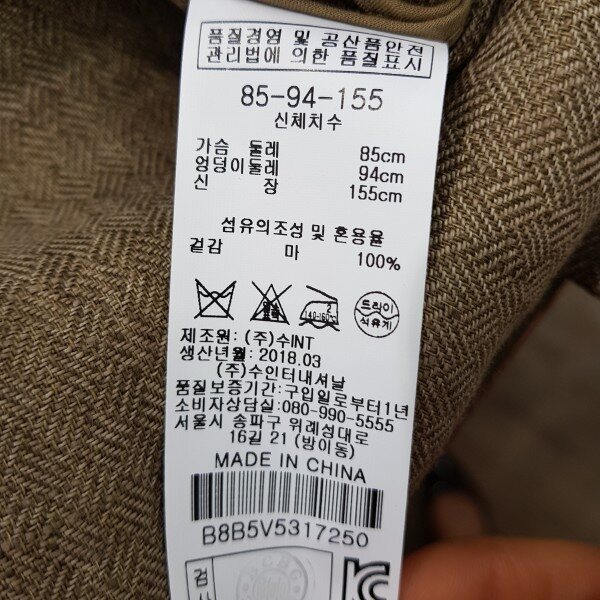 품질경영 및 공산품안전
관리법에 의한 품질표시
85-94-155
신체치수
가슴 둘레 85cm
엉덩이둘레 94cm
신 장 155cm
섬유의조성 및 혼용율
겉감 마 100%
2
140-160℃
드라이
석유계
제조원: (주)수INT
생산년월: 2018.03
(주)수인터내셔날
품질보증기간: 구입일로부터1년
소비자상담실: 080-990-5555
서울시 송파구 위례성대로
16길 21 (방이동)
MADE IN CHINA
B8B5V5317250
검